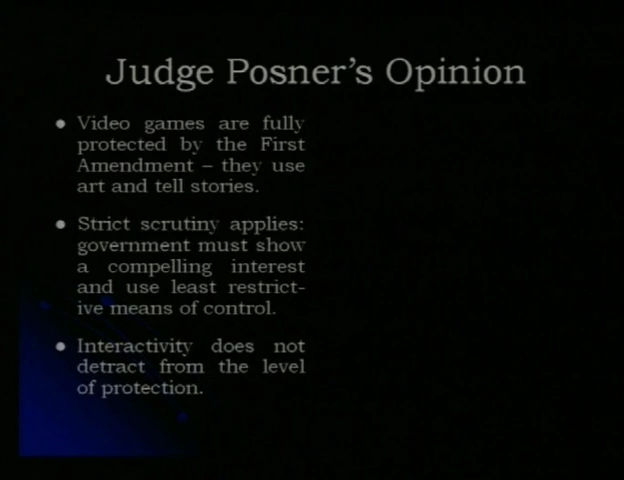 Judge Posner's Opinion
• Video games are fully
protected by the First
Amendment – they use
art and tell stories.
• Strict scrutiny applies:
government must show
a compelling interest
and use least restrict-
ive means of control.
• Interactivity does not
detract from the level
of protection.